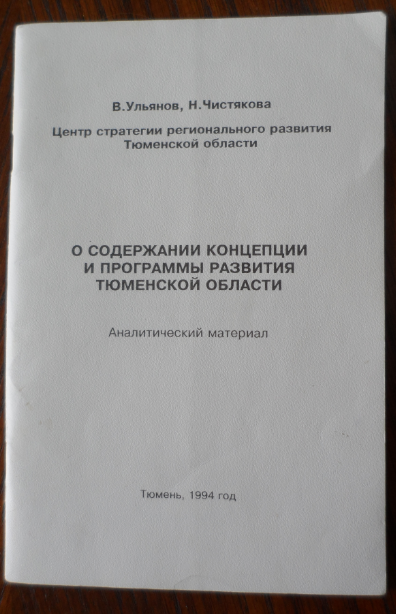 В.Ульянов, Н.Чистякова
Центр стратегии регионального развития
Тюменской области
О СОДЕРЖАНИИ КОНЦЕПЦИИ
И ПРОГРАММЫ РАЗВИТИЯ
ТЮМЕНСКОЙ ОБЛАСТИ
Аналитический материал
Тюмень, 1994 год